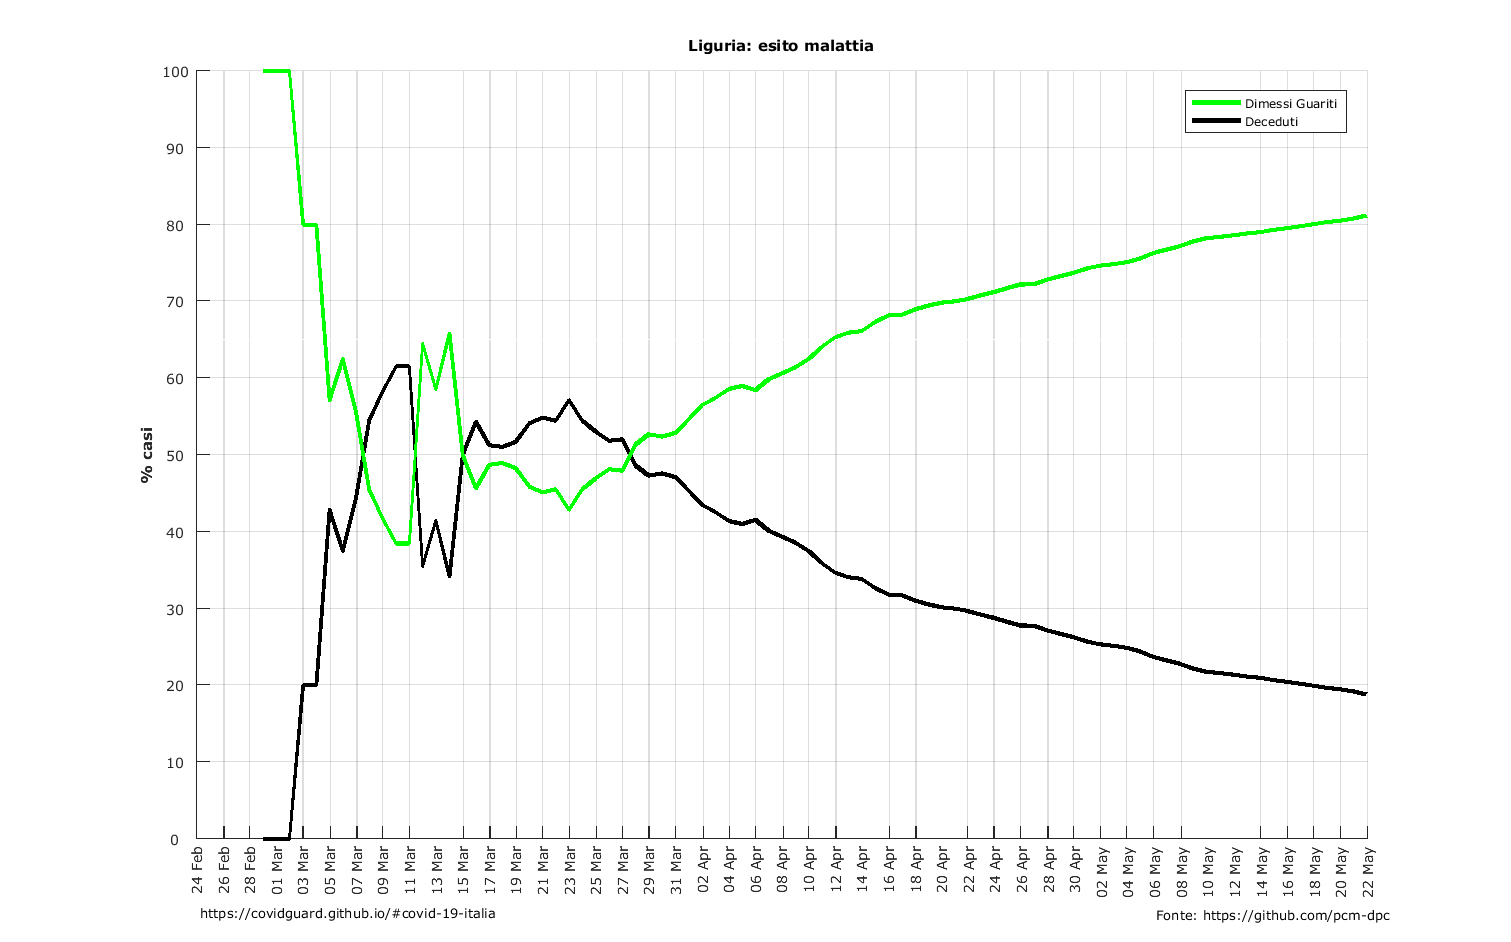 Liguria: esito malattia
Dimessi Guariti
Deceduti
% casi
100
90
80
70
60
50
40
30
20
10
0
24 Feb
26 Feb
28 Feb
01 Mar
03 Mar
05 Mar
07 Mar
09 Mar
11 Mar
13 Mar
15 Mar
17 Mar
19 Mar
21 Mar
23 Mar
25 Mar
27 Mar
29 Mar
31 Mar
02 Apr
04 Apr
06 Apr
08 Apr
10 Apr
12 Apr
14 Apr
16 Apr
18 Apr
20 Apr
22 Apr
24 Apr
26 Apr
28 Apr
30 Apr
02 May
04 May
06 May
08 May
10 May
12 May
14 May
16 May
18 May
20 May
22 May
https://covidguard.github.io/#covid-19-italia
Fonte: https://github.com/pcm-dpc